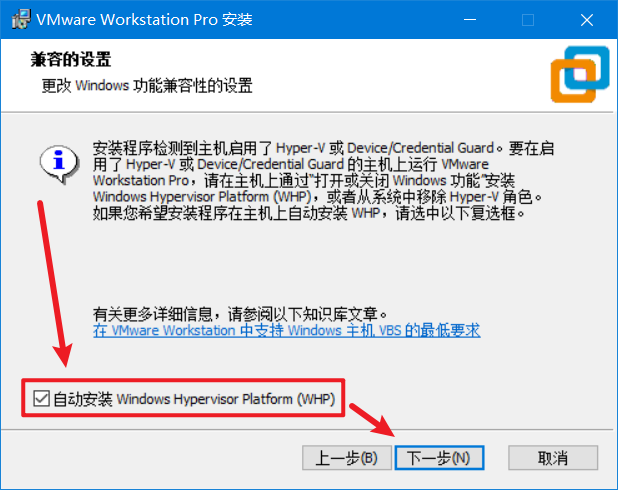 VMware Workstation Pro 安装
兼容的设置
更改 Windows 功能兼容性的设置
安装程序检测到主机启用了 Hyper-V 或 Device/Credential Guard。要在启
用了 Hyper-V 或 Device/Credential Guard 的主机上运行 VMware
Workstation Pro，请在主机上通过"打开或关闭 Windows 功能"安装
Windows Hypervisor Platform (WHP)，或者从系统中移除 Hyper-V 角色。
如果您希望安装程序在主机上自动安装 WHP，请选中以下复选框。
有关更多详细信息，请参阅以下知识库文章。
在 VMware Workstation 中支持 Windows 主机 VBS 的最低要求
自动安装 Windows Hypervisor Platform (WHP)
上一步(B) 下一步(N) 取消